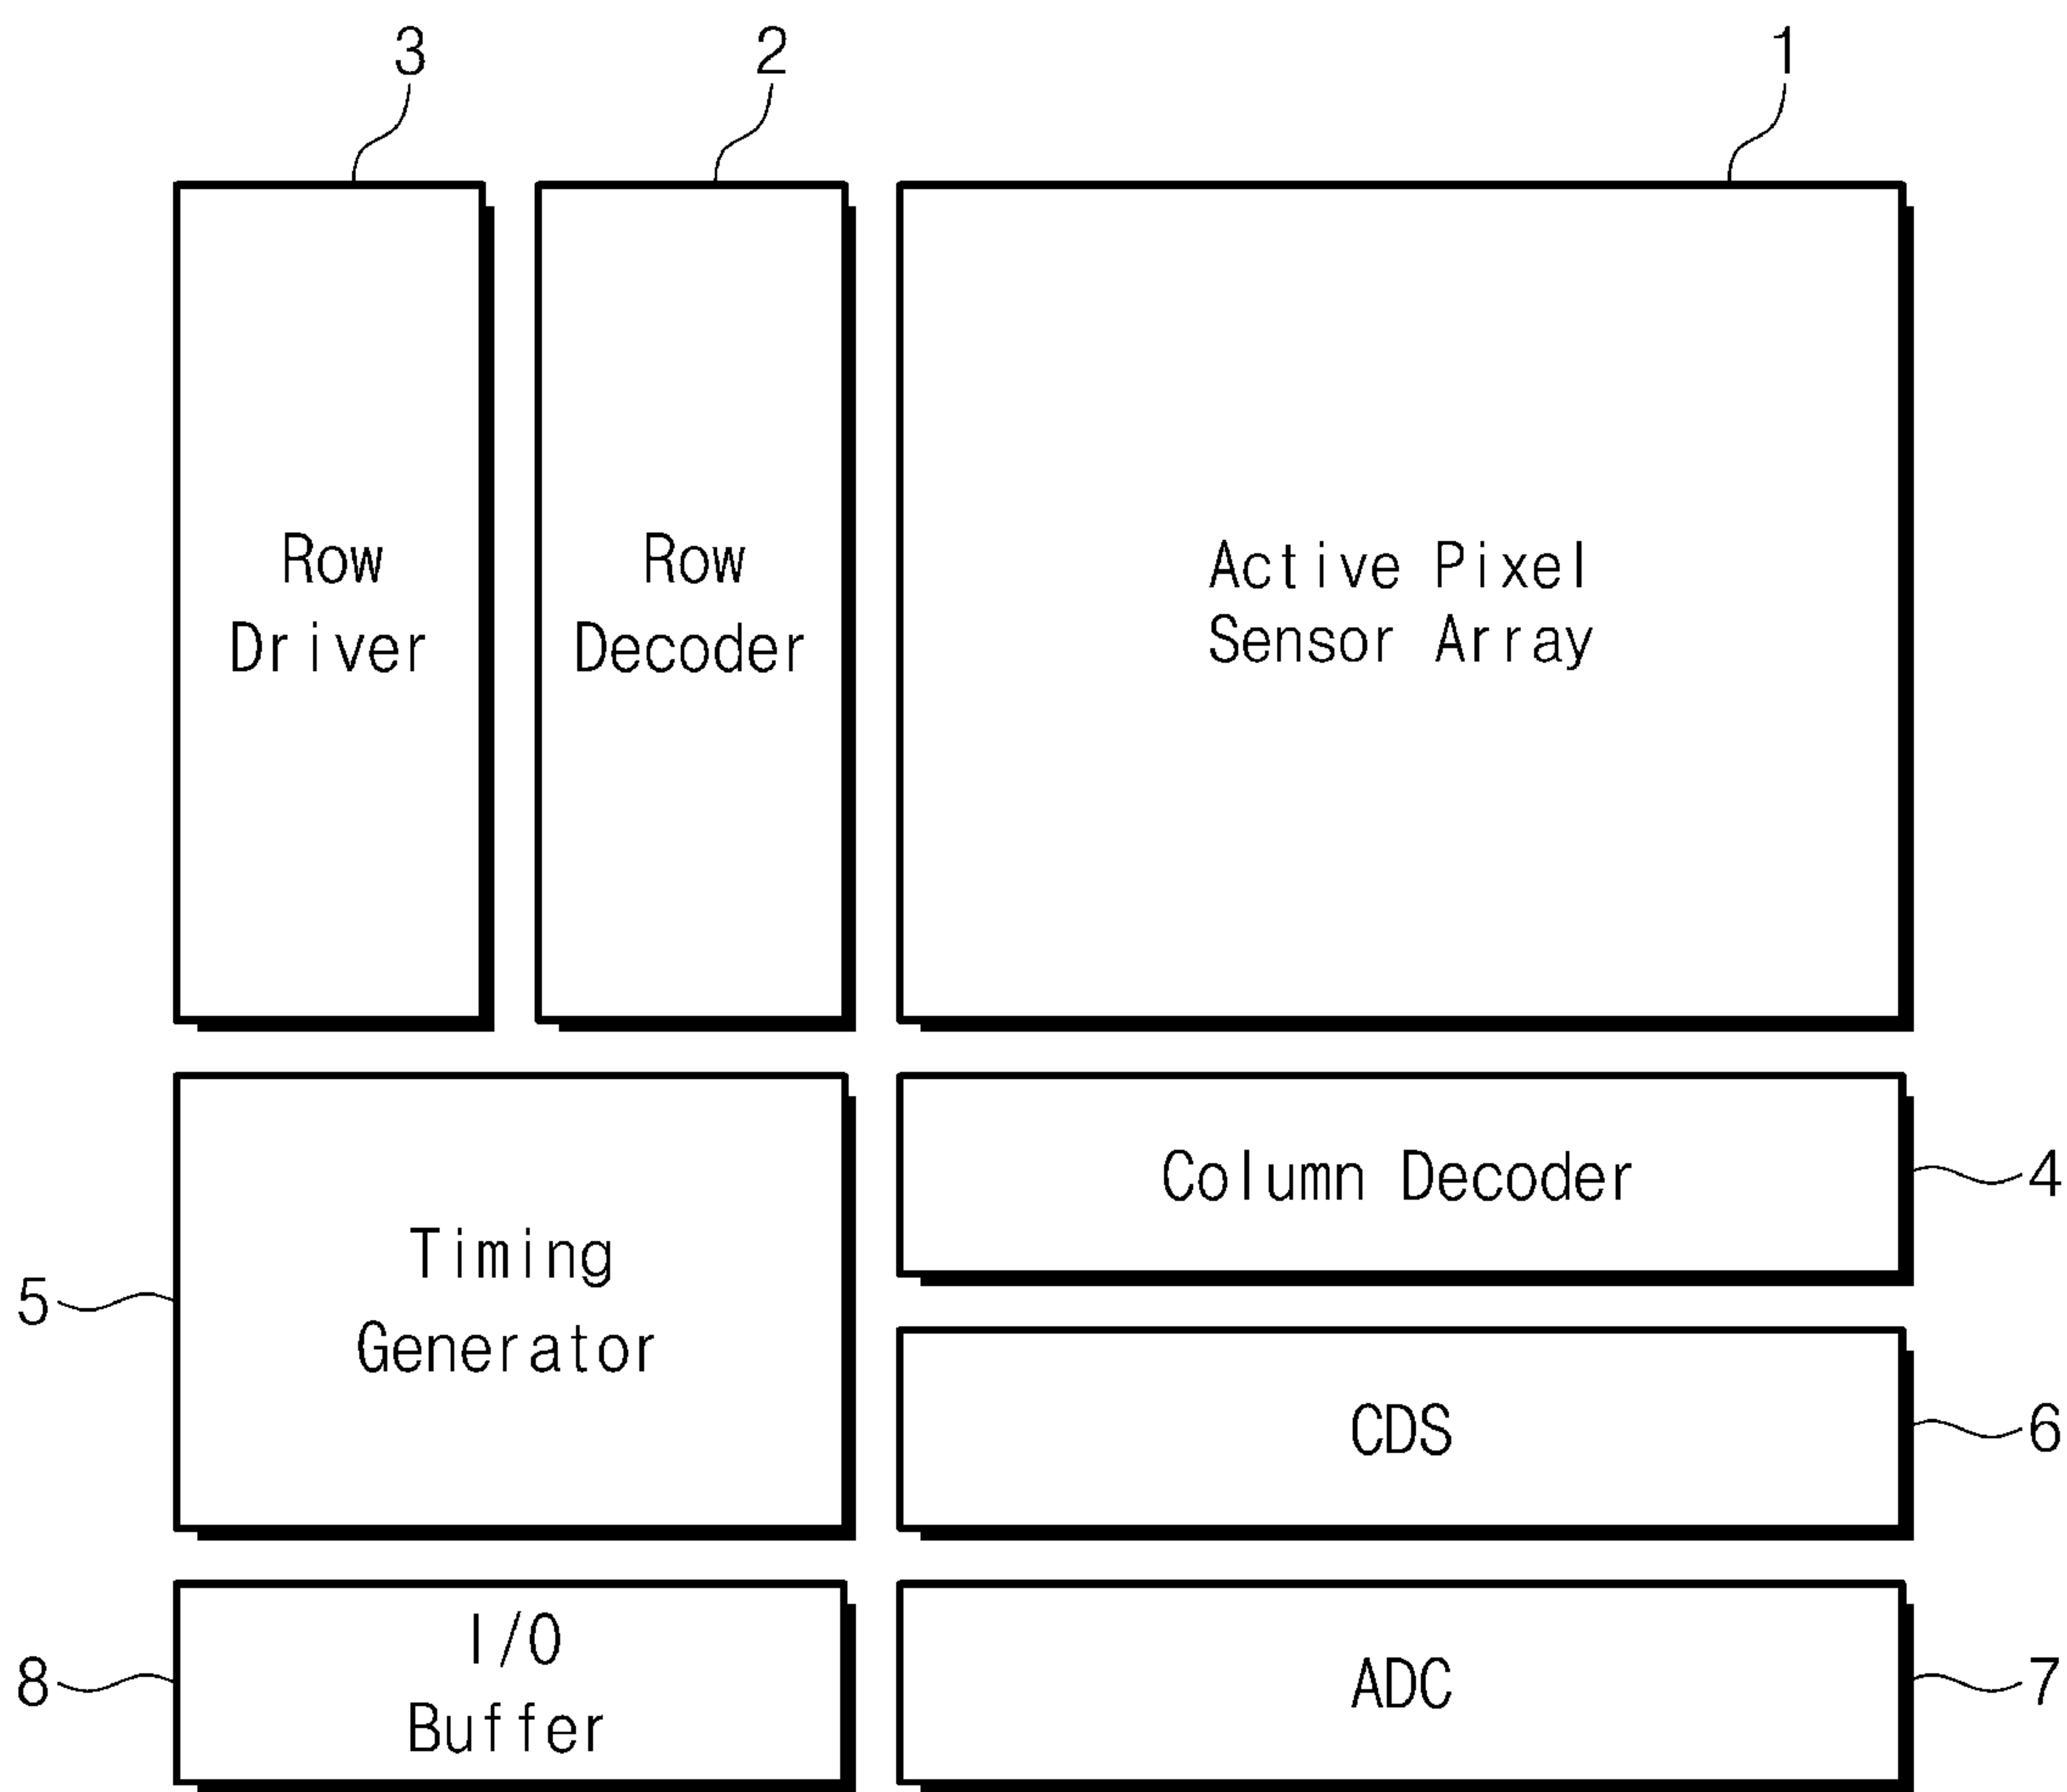 3
2
1
Row
Driver
Row
Decoder
Active Pixel
Sensor Array
Column Decoder
4
Timing
Generator
5
CDS
6
I/O
Buffer
8
ADC
7